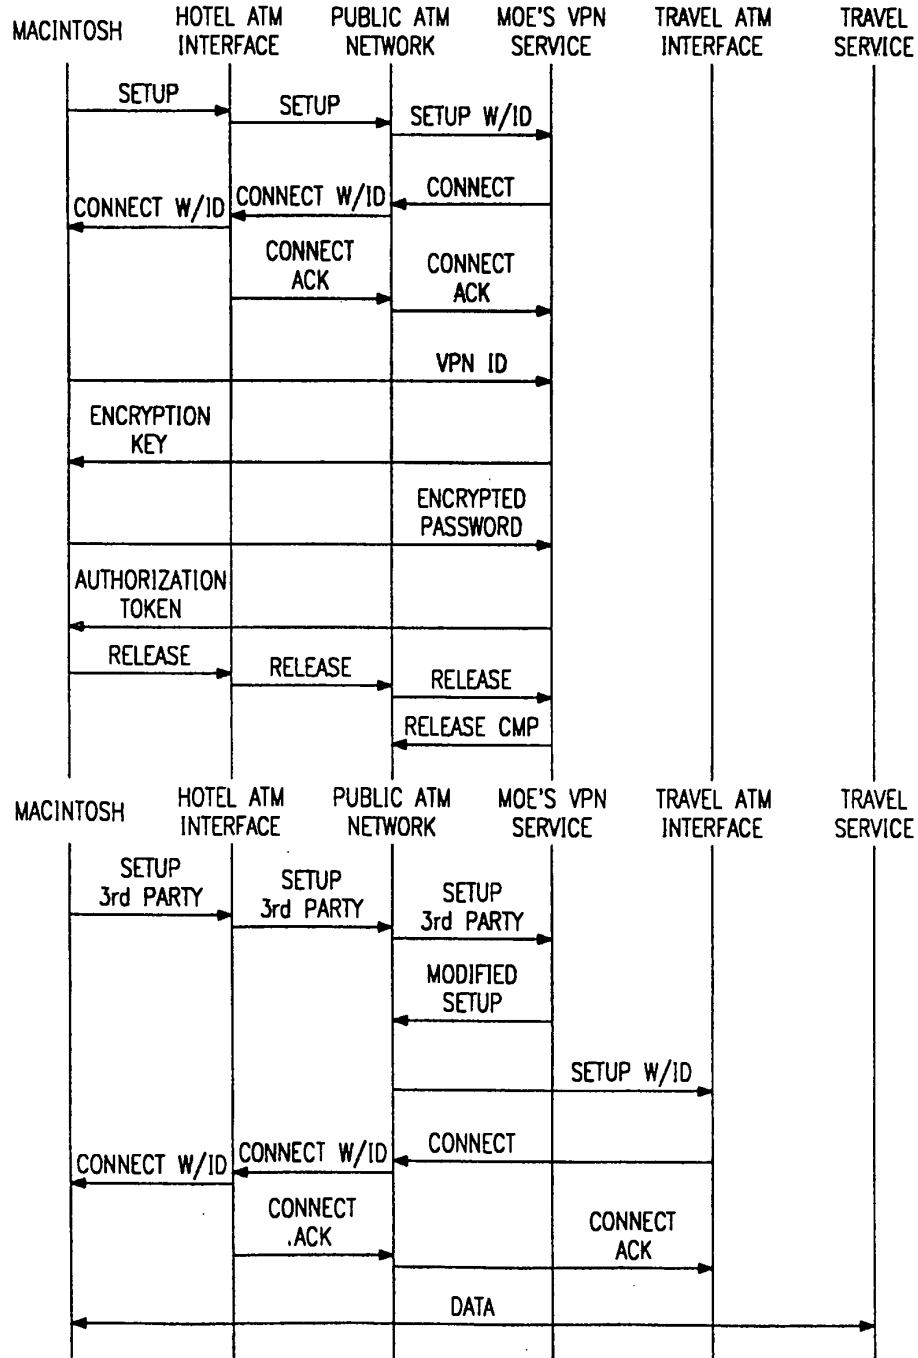 MACINTOSH
HOTEL ATM
INTERFACE
PUBLIC ATM
NETWORK
MOE'S VPN
SERVICE
TRAVEL ATM
INTERFACE
TRAVEL
SERVICE
SETUP
SETUP
SETUP W/ID
CONNECT
CONNECT W/ID
CONNECT W/ID
CONNECT
ACK
CONNECT
ACK
VPN ID
ENCRYPTION
KEY
ENCRYPTED
PASSWORD
AUTHORIZATION
TOKEN
RELEASE
RELEASE
RELEASE
RELEASE CMP
MACINTOSH
HOTEL ATM
INTERFACE
PUBLIC ATM
NETWORK
MOE'S VPN
SERVICE
TRAVEL ATM
INTERFACE
TRAVEL
SERVICE
SETUP
3rd PARTY
SETUP
3rd PARTY
SETUP
3rd PARTY
MODIFIED
SETUP
SETUP W/ID
CONNECT
CONNECT W/ID
CONNECT W/ID
CONNECT
ACK
CONNECT
ACK
DATA